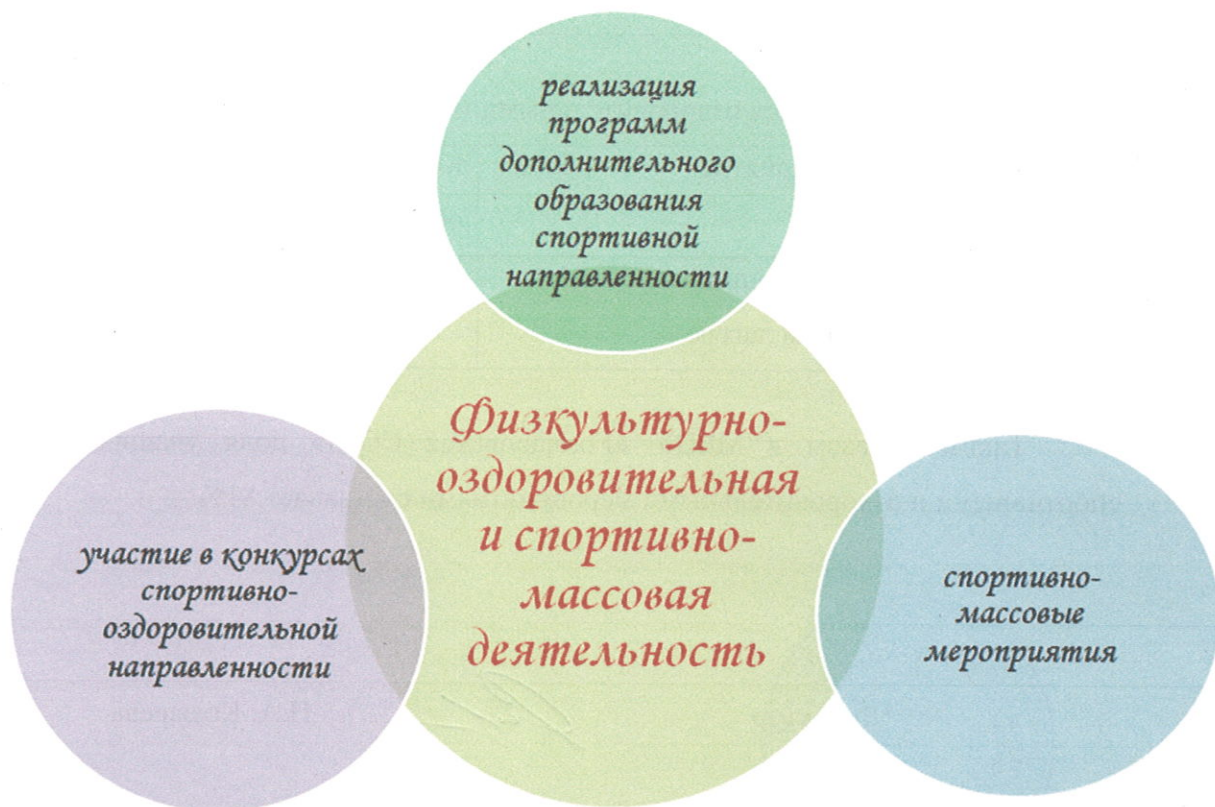 реализация
программ
дополнительного
образования
спортивной
направленности
Физкультурно-
оздоровительная
и спортивно-
массовая
деятельность
участие в конкурсах
спортивно-
оздоровительной
направленности
спортивно-
массовые
мероприятия